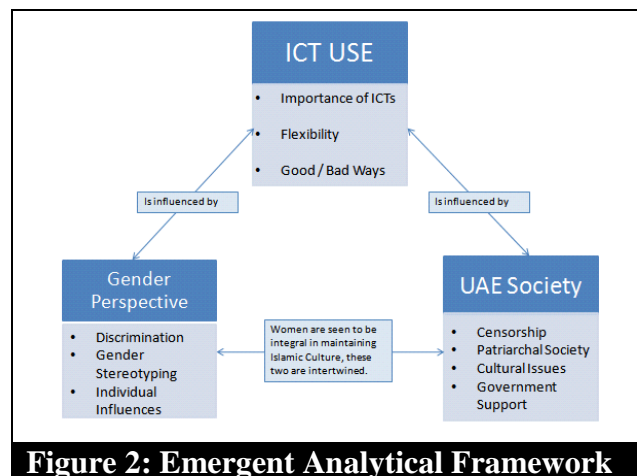 ICT USE
• Importance of ICTs
• Flexibility
• Good / Bad Ways
Is influenced by
Is influenced by
Gender
Perspective
• Discrimination
• Gender
Stereotyping
• Individual
Influences
Women are seen to be
integral in maintaining
Islamic Culture, these
two are intertwined.
UAE Society
• Censorship
• Patriarchal Society
• Cultural Issues
• Government
Support
Figure 2: Emergent Analytical Framework